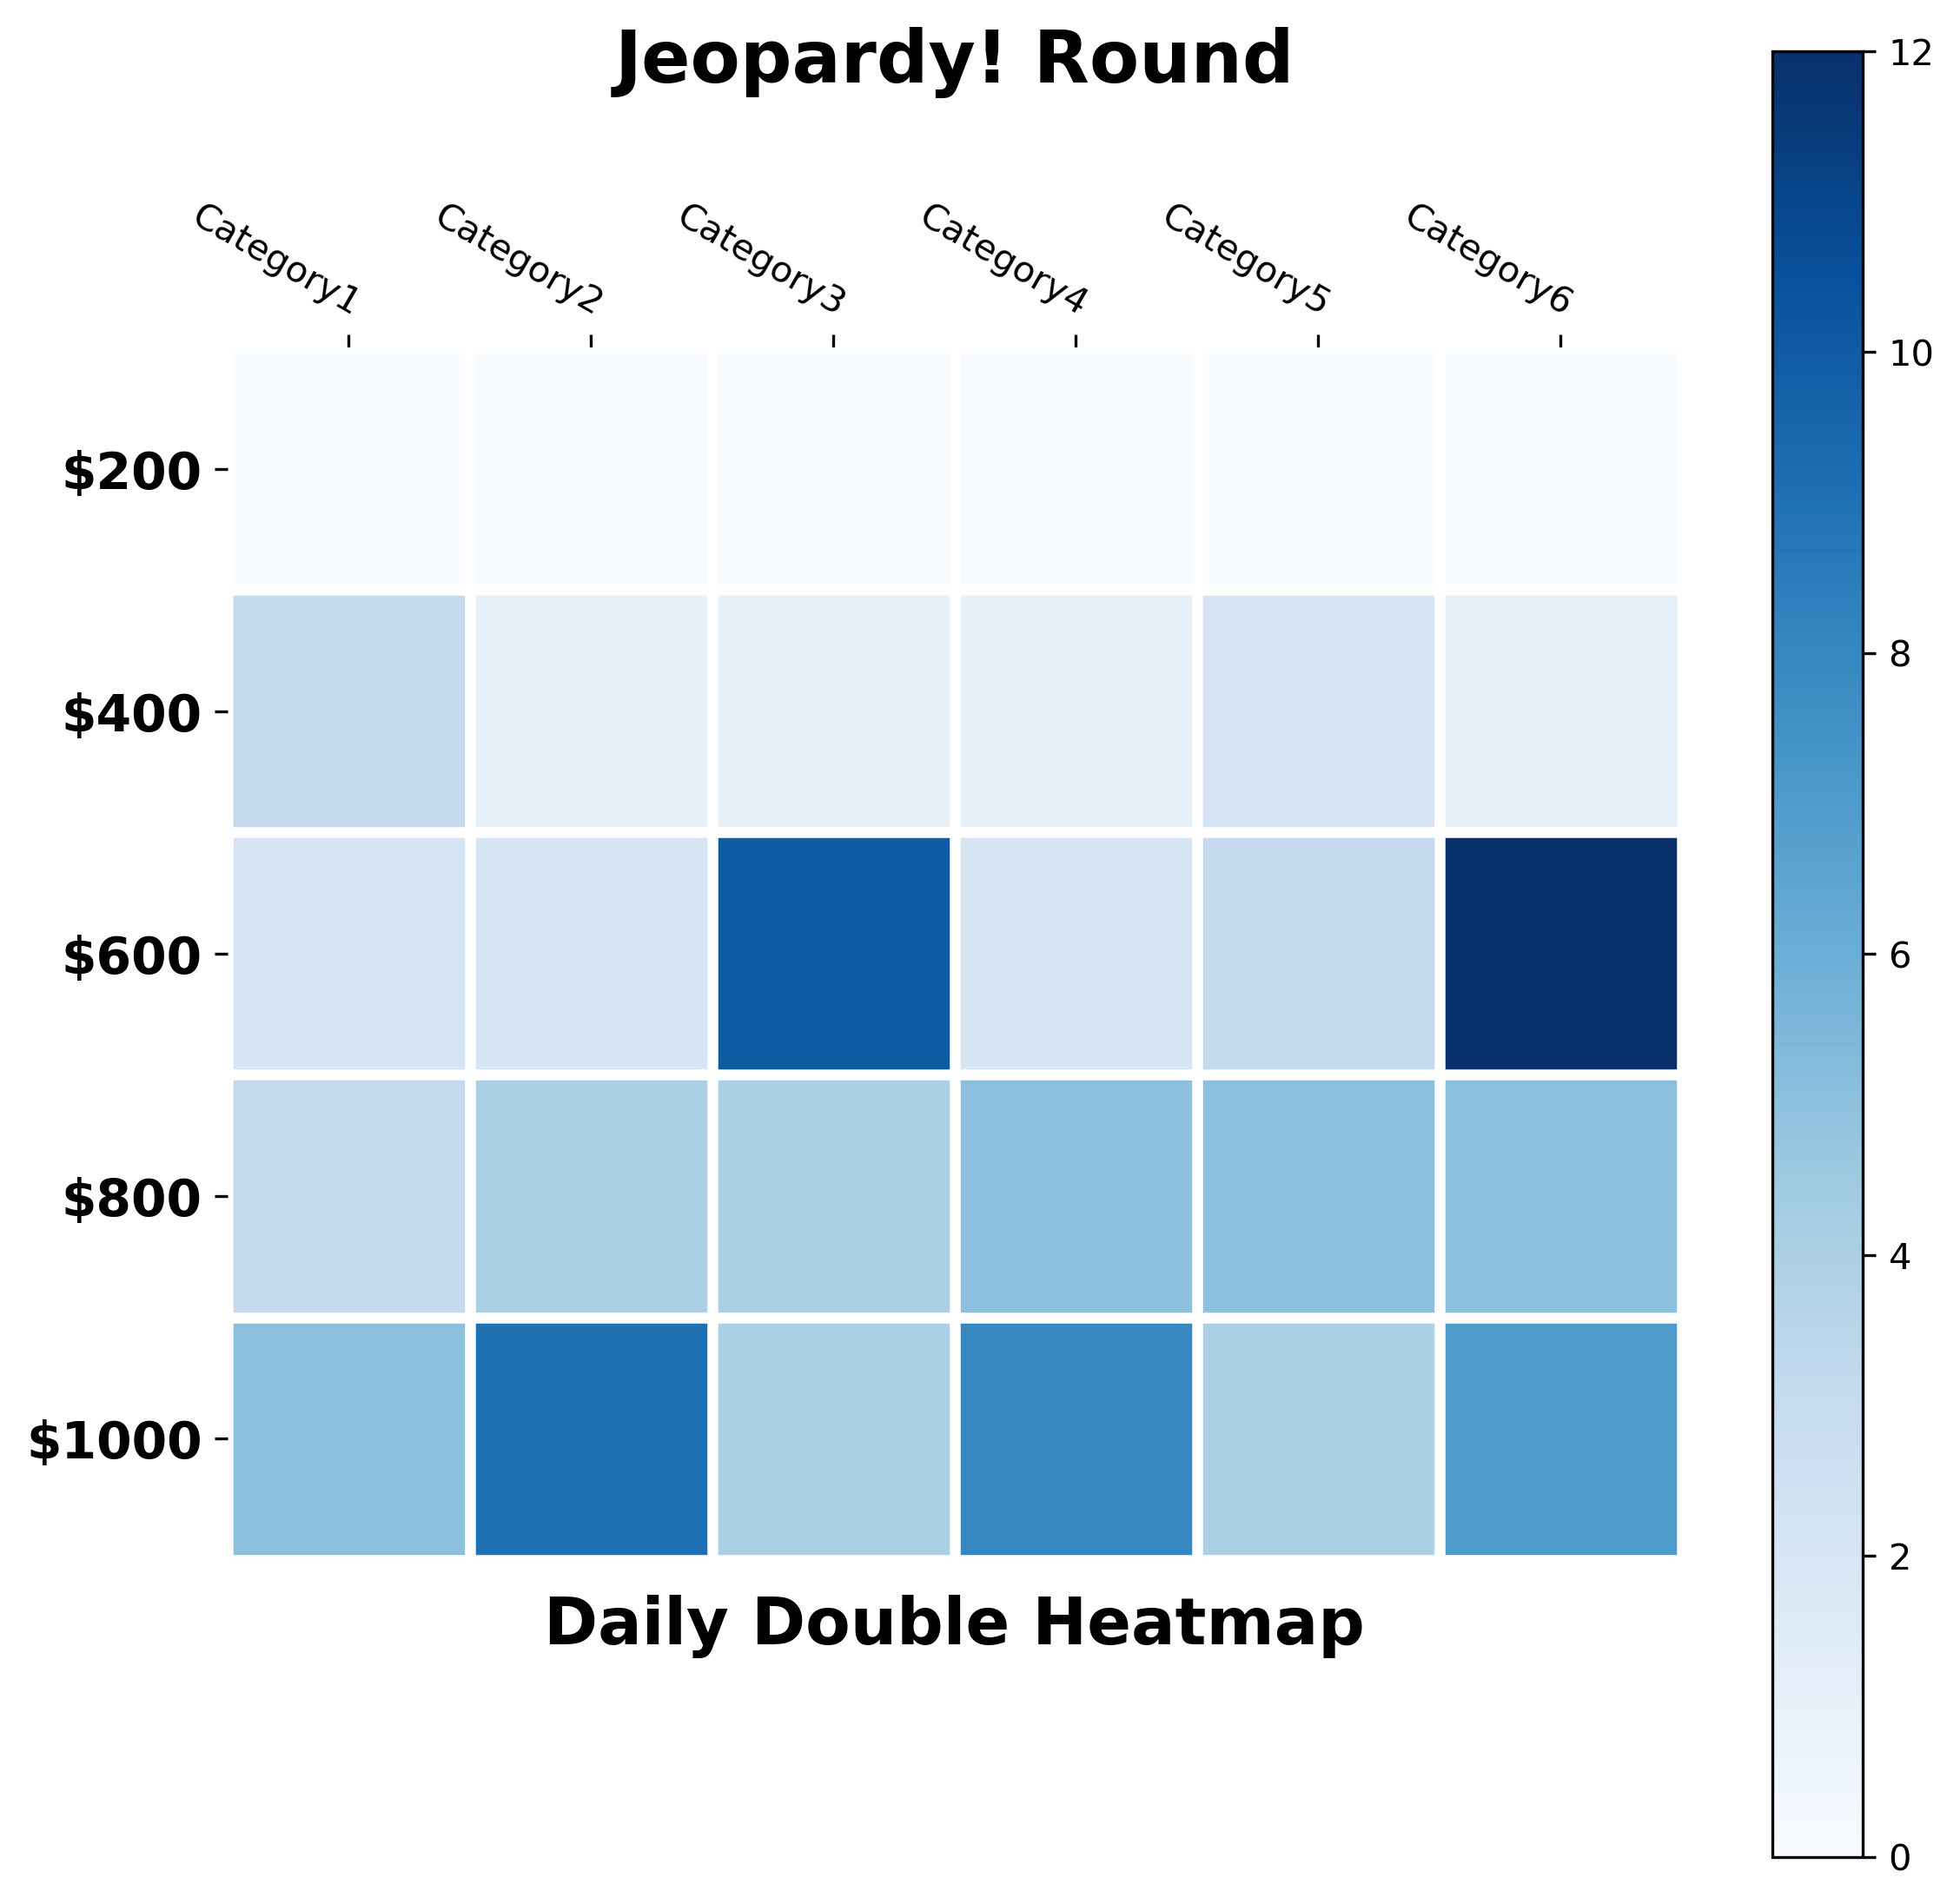 Jeopardy! Round
Category1
Category2
Category3
Category4
Category5
Category6
$200
$400
$600
$800
$1000
Daily Double Heatmap
12
10
8
6
4
2
0